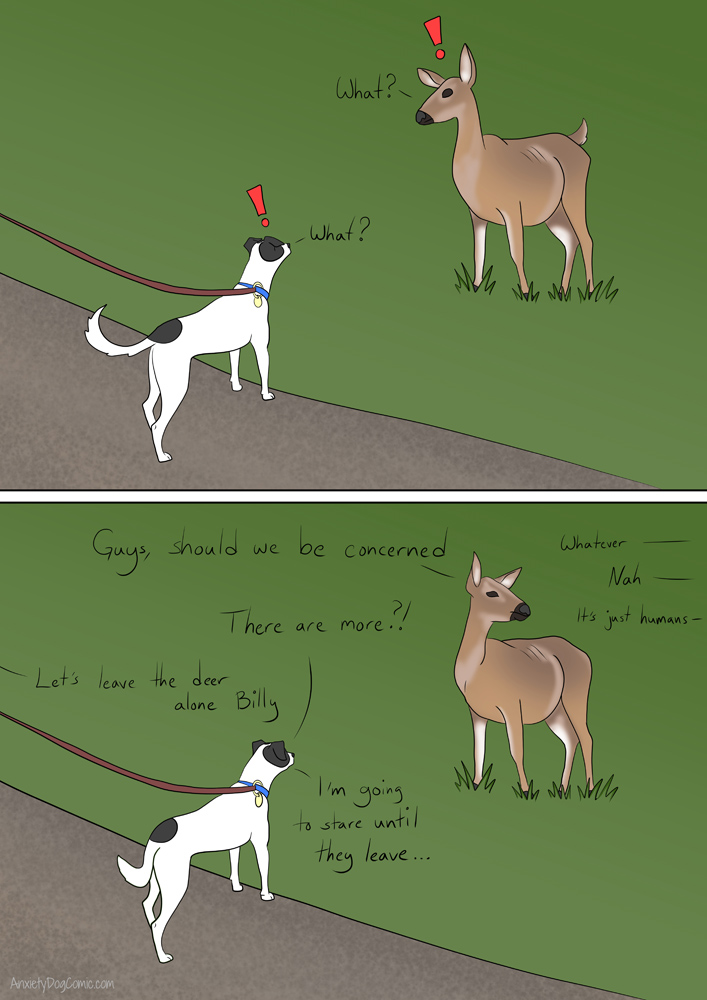 What?
What?
Guys, should we be concerned
Whatever
Nah
It's just humans
There are more?!
Let's leave the deer
alone Billy
I'm going
to stare until
they leave...
AnxietyDogComic.com